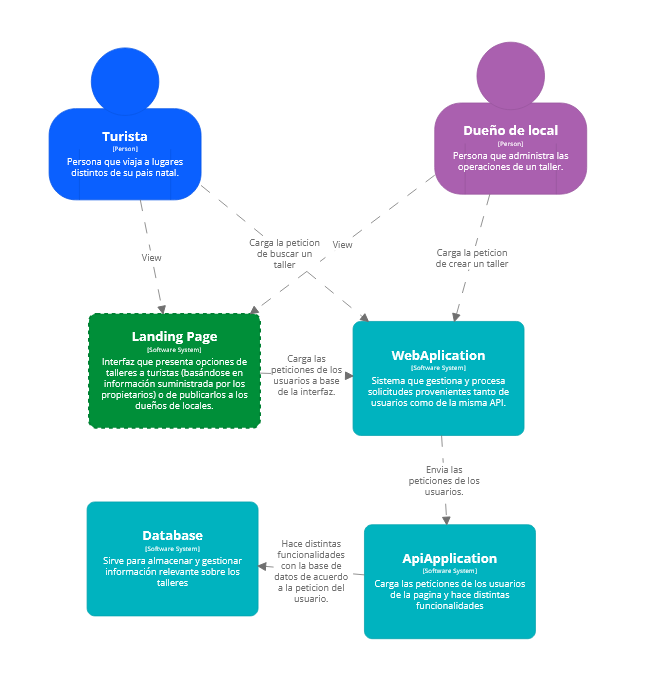 Turista
[Person]
Persona que viaja a lugares
distintos de su pais natal.
Dueño de local
[Person]
Persona que administra las
operaciones de un taller.
View
Carga la peticion
de buscar un
taller
View
Carga la peticion
de crear un taller
Landing Page
[Software System]
Interfaz que presenta opciones de
talleres a turistas (basándose en
información suministrada por los
propietarios) o de publicarlos a los
dueños de locales.
Carga las
peticiones de los
usuarios a base
de la interfaz.
WebAplication
[Software System]
Sistema que gestiona y procesa
solicitudes provenientes tanto de
usuarios como de la misma API.
Envia las
peticiones de los
usuarios.
Database
[Software System]
Sirve para almacenar y gestionar
información relevante sobre los
talleres
Hace distintas
funcionalidades
con la base de
datos de acuerdo
a la peticion del
usuario.
ApiApplication
[Software System]
Carga las peticiones de los usuarios
de la pagina y hace distintas
funcionalidades